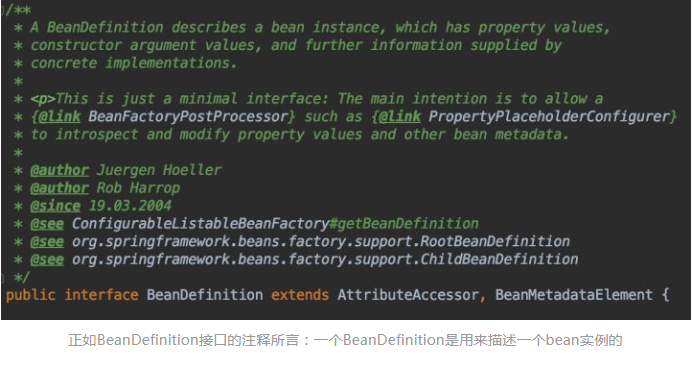 /**
* A BeanDefinition describes a bean instance, which has property values,
* constructor argument values, and further information supplied by
* concrete implementations.
*
* <p>This is just a minimal interface: The main intention is to allow a
* {@link BeanFactoryPostProcessor} such as {@link PropertyPlaceholderConfigurer}
* to introspect and modify property values and other bean metadata.
*
* @author Juergen Hoeller
* @author Rob Harrop
* @since 19.03.2004
* @see ConfigurableListableBeanFactory#getBeanDefinition
* @see org.springframework.beans.factory.support.RootBeanDefinition
* @see org.springframework.beans.factory.support.ChildBeanDefinition
*/
public interface BeanDefinition extends AttributeAccessor, BeanMetadataElement {
正如BeanDefinition接口的注释所言：一个BeanDefinition是用来描述一个bean实例的